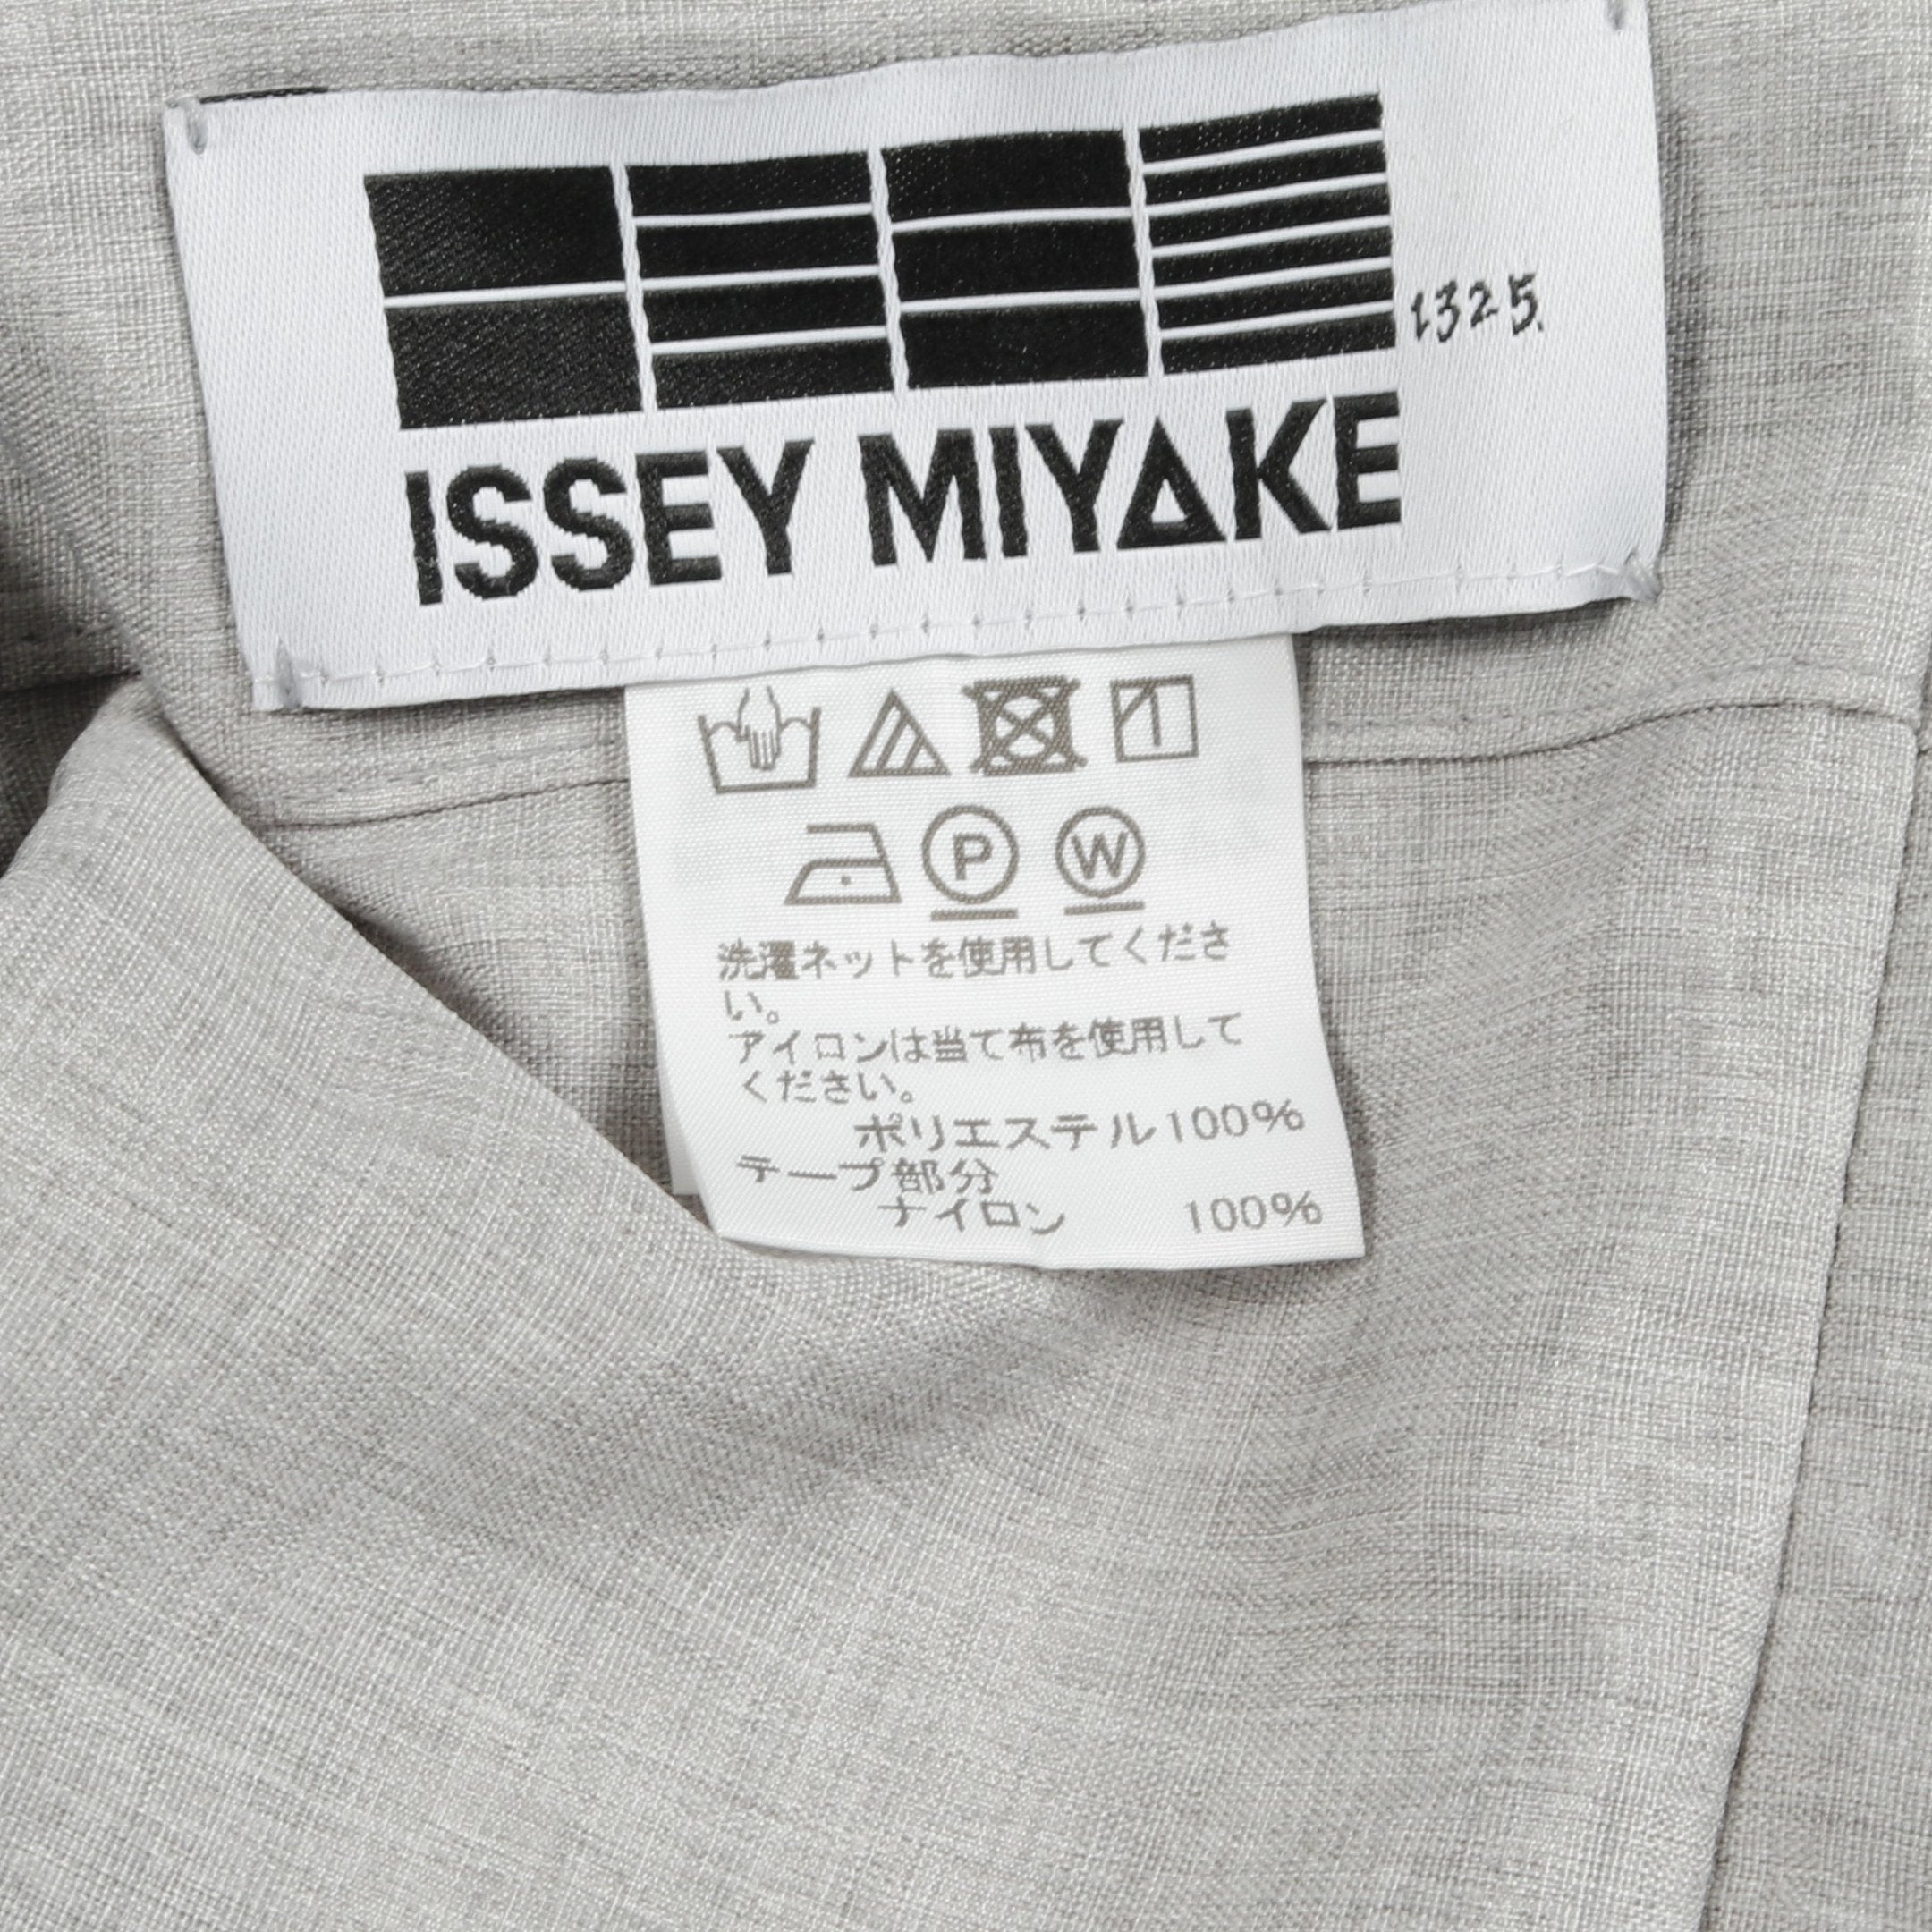 1325.
ISSEY MIYAKE
P W
洗濯ネットを使用してくださ
い。
アイロンは当て布を使用して
ください。
ポリエステル100%
テープ部分
ナイロン 100%